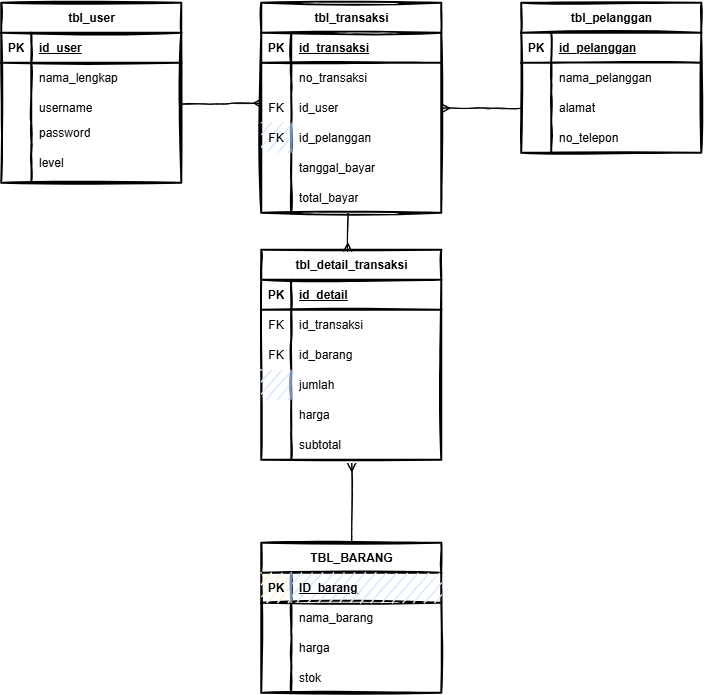 tbl_user
PK id_user
nama_lengkap
username
password
level
tbl_transaksi
PK id_transaksi
no_transaksi
FK id_user
FK id_pelanggan
tanggal_bayar
total_bayar
tbl_pelanggan
PK id_pelanggan
nama_pelanggan
alamat
no_telepon
tbl_detail_transaksi
PK id_detail
FK id_transaksi
FK id_barang
jumlah
harga
subtotal
TBL_BARANG
PK ID_barang
nama_barang
harga
stok